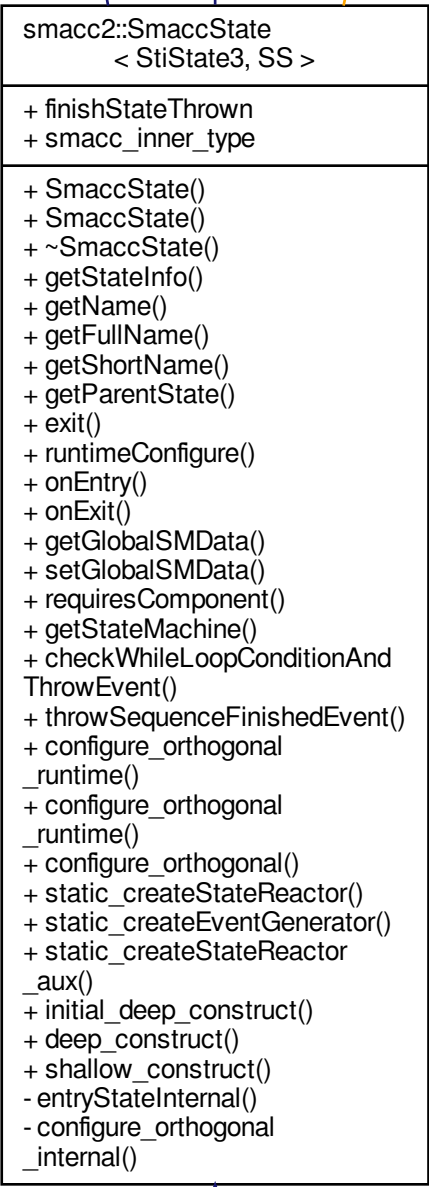 smacc2::SmaccState
< StiState3, SS >
+ finishStateThrown
+ smacc_inner_type
+ SmaccState()
+ SmaccState()
+ ~SmaccState()
+ getStateInfo()
+ getName()
+ getFullName()
+ getShortName()
+ getParentState()
+ exit()
+ runtimeConfigure()
+ onEntry()
+ onExit()
+ getGlobalSMData()
+ setGlobalSMData()
+ requiresComponent()
+ getStateMachine()
+ checkWhileLoopConditionAnd
ThrowEvent()
+ throwSequenceFinishedEvent()
+ configure_orthogonal
_runtime()
+ configure_orthogonal
_runtime()
+ configure_orthogonal()
+ static_createStateReactor()
+ static_createEventGenerator()
+ static_createStateReactor
_aux()
+ initial_deep_construct()
+ deep_construct()
+ shallow_construct()
- entryStateInternal()
- configure_orthogonal
_internal()